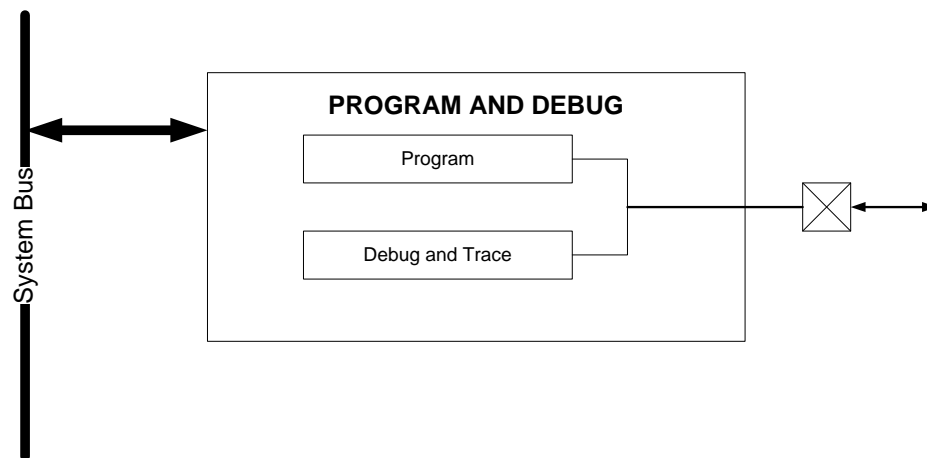 System Bus
PROGRAM AND DEBUG
Program
Debug and Trace